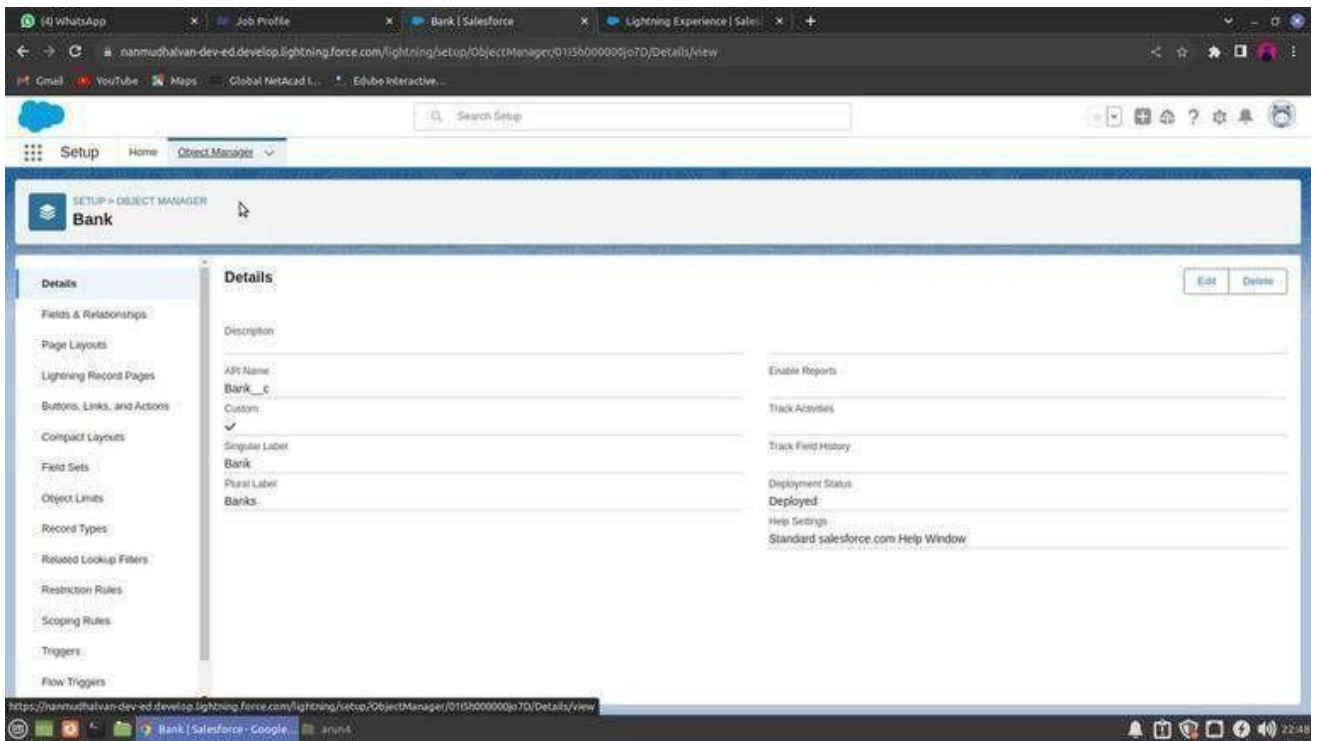 (4) WhatsApp
Job Profile
Bank | Salesforce
Lightning Experience | Sales
nanmudhalvan-dev-ed.develop.lightning.force.com/lightning/setup/ObjectManager/01I5h000000jo7D/Details/view
Gmail YouTube Maps Global NetAcad I... Edube Interactive...
Search Setup
Setup Home Object Manager
SETUP > OBJECT MANAGER
Bank
Details
Fields & Relationships
Page Layouts
Lightning Record Pages
Buttons, Links, and Actions
Compact Layouts
Field Sets
Object Limits
Record Types
Related Lookup Filters
Restriction Rules
Scoping Rules
Triggers
Flow Triggers
Details
Edit Delete
Description
API Name
Bank__c
Custom
Singular Label
Bank
Plural Label
Banks
Enable Reports
Track Activities
Track Field History
Deployment Status
Deployed
Help Settings
Standard salesforce.com Help Window
https://nanmudhalvan-dev-ed.develop.lightning.force.com/lightning/setup/ObjectManager/01I5h000000jo7D/Details/view
Bank | Salesforce - Google...
arun4
22:48